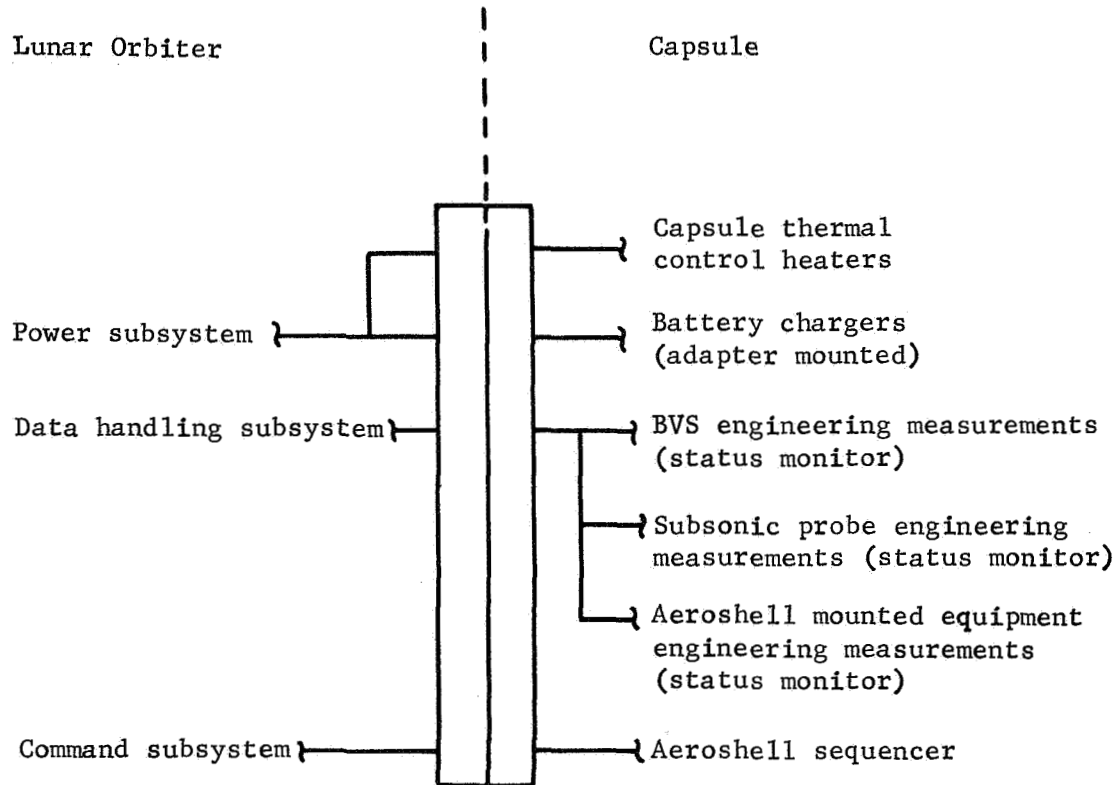 Lunar Orbiter
Capsule
Capsule thermal
control heaters
Power subsystem
Battery chargers
(adapter mounted)
Data handling subsystem
BVS engineering measurements
(status monitor)
Subsonic probe engineering
measurements (status monitor)
Aeroshell mounted equipment
engineering measurements
(status monitor)
Command subsystem
Aeroshell sequencer